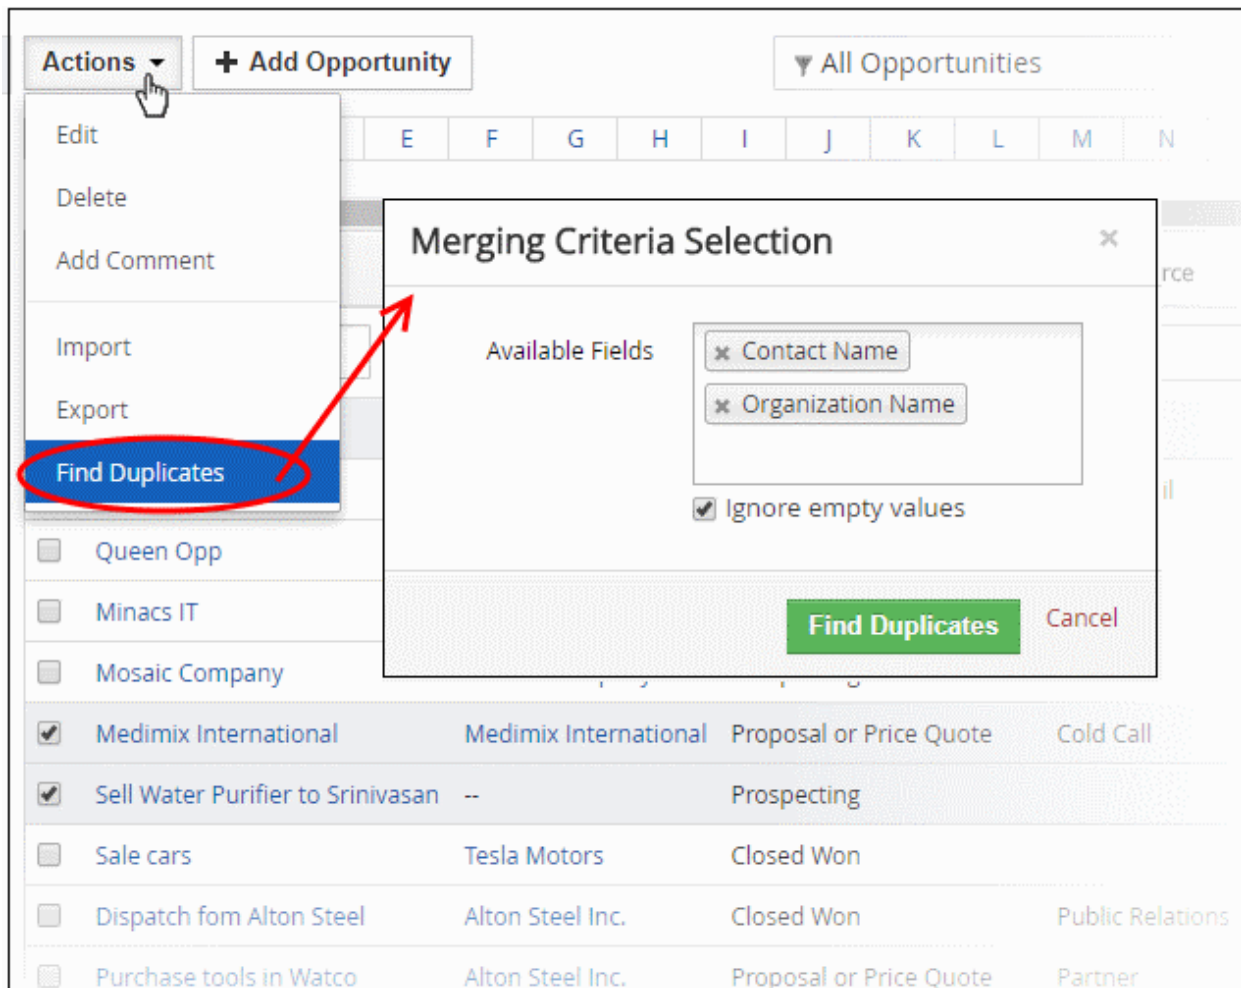 Actions + Add Opportunity All Opportunities
Edit E F G H I J K L M N
Delete
Merging Criteria Selection ×
Add Comment
rce
Import Available Fields × Contact Name
Export × Organization Name
Find Duplicates
il
Ignore empty values
Queen Opp
Minacs IT Find Duplicates Cancel
Mosaic Company
Medimix International Medimix International Proposal or Price Quote Cold Call
Sell Water Purifier to Srinivasan -- Prospecting
Sale cars Tesla Motors Closed Won
Dispatch fom Alton Steel Alton Steel Inc. Closed Won Public Relations
Purchase tools in Watco Alton Steel Inc. Proposal or Price Quote Partner